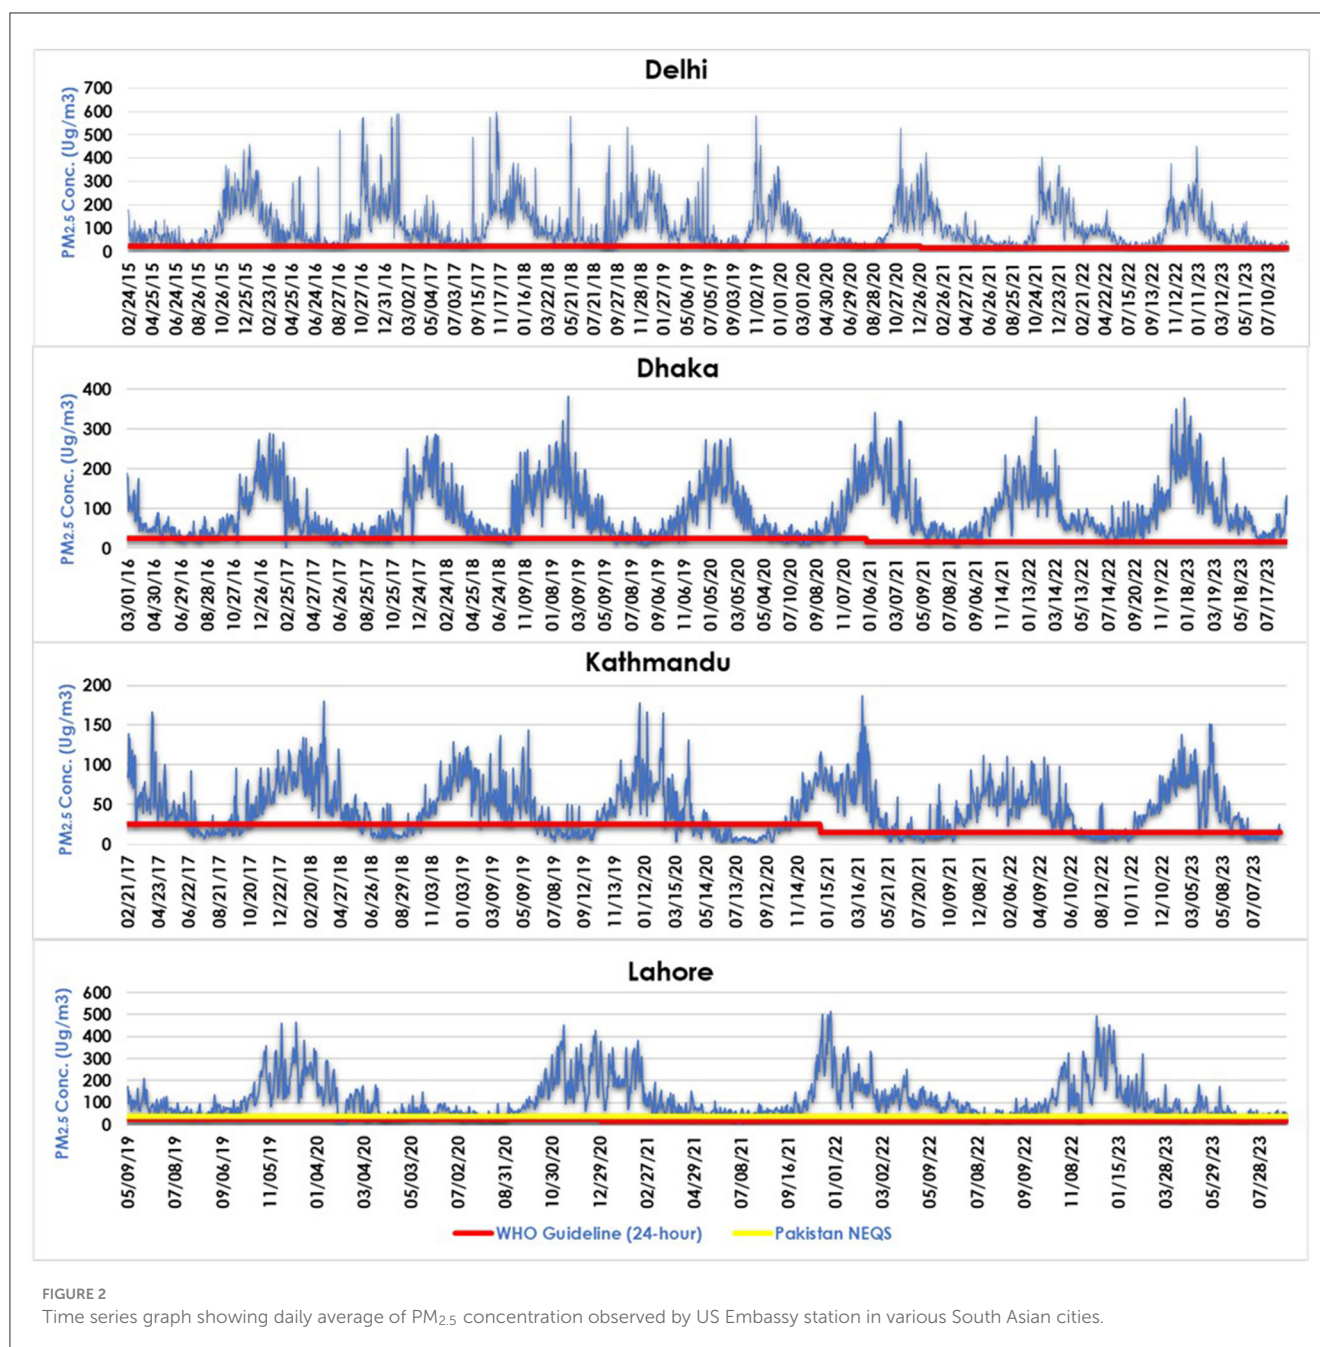 Delhi
PM2.5 Conc. (Ug/m3)
700
600
500
400
300
200
100
0
02/24/15 04/25/15 06/24/15 08/26/15 10/26/15 12/25/15 02/23/16 04/25/16 06/24/16 08/27/16 10/29/16 12/31/16 03/02/17 05/04/17 07/03/17 09/15/17 11/17/17 01/16/18 03/22/18 05/21/18 07/21/18 09/28/18 11/28/18 01/27/19 05/06/19 07/05/19 09/03/19 11/02/19 01/01/20 03/01/20 04/30/20 06/29/20 08/28/20 10/27/20 12/26/20 02/26/21 04/27/21 06/26/21 08/25/21 10/24/21 12/23/21 02/21/22 04/22/22 07/15/22 09/13/22 11/12/22 01/11/23 03/12/23 05/11/23 07/10/23
Dhaka
PM2.5 Conc. (Ug/m3)
400
300
200
100
0
03/01/16 04/30/16 06/29/16 08/28/16 10/27/16 12/26/16 02/25/17 04/27/17 06/26/17 08/25/17 10/25/17 12/24/17 02/24/18 04/25/18 06/24/18 11/09/18 01/08/19 03/10/19 05/09/19 07/08/19 09/06/19 11/06/19 01/05/20 03/05/20 05/04/20 07/10/20 09/08/20 11/07/20 01/06/21 03/07/21 05/09/21 07/08/21 09/06/21 11/14/21 01/13/22 03/14/22 05/13/22 07/14/22 09/20/22 11/19/22 01/18/23 03/19/23 05/18/23 07/17/23
Kathmandu
PM2.5 Conc. (Ug/m3)
200
150
100
50
0
02/21/17 04/23/17 06/22/17 08/21/17 10/20/17 12/22/17 02/20/18 04/27/18 06/26/18 08/29/18 11/03/18 01/03/19 03/09/19 05/09/19 07/12/19 09/12/19 11/13/19 01/12/20 03/15/20 05/14/20 07/13/20 09/12/20 11/14/20 01/15/21 03/16/21 05/21/21 07/20/21 10/09/21 12/08/21 02/06/22 04/09/22 06/10/22 08/12/22 10/11/22 12/10/22 03/05/23 05/08/23 07/07/23
Lahore
PM2.5 Conc. (Ug/m3)
600
500
400
300
200
100
0
05/09/19 07/08/19 09/06/19 11/05/19 01/04/20 03/04/20 05/03/20 07/02/20 08/31/20 10/30/20 12/29/20 02/27/21 04/29/21 07/08/21 09/16/21 11/15/21 01/01/22 03/02/22 05/09/22 07/09/22 09/09/22 11/08/22 01/15/23 03/28/23 05/29/23 07/28/23
WHO Guideline (24-hour) Pakistan NEQS
FIGURE 2
Time series graph showing daily average of PM2.5 concentration observed by US Embassy station in various South Asian cities.